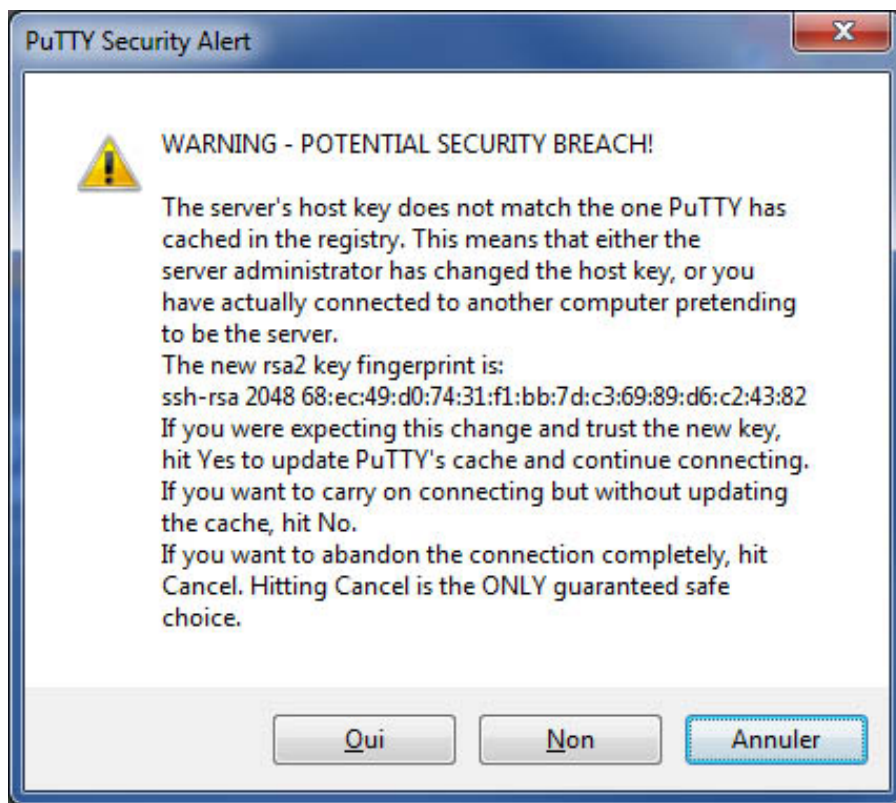 PuTTY Security Alert
WARNING - POTENTIAL SECURITY BREACH!
The server's host key does not match the one PuTTY has
cached in the registry. This means that either the
server administrator has changed the host key, or you
have actually connected to another computer pretending
to be the server.
The new rsa2 key fingerprint is:
ssh-rsa 2048 68:ec:49:d0:74:31:f1:bb:7d:c3:69:89:d6:c2:43:82
If you were expecting this change and trust the new key,
hit Yes to update PuTTY's cache and continue connecting.
If you want to carry on connecting but without updating
the cache, hit No.
If you want to abandon the connection completely, hit
Cancel. Hitting Cancel is the ONLY guaranteed safe
choice.
Oui Non Annuler